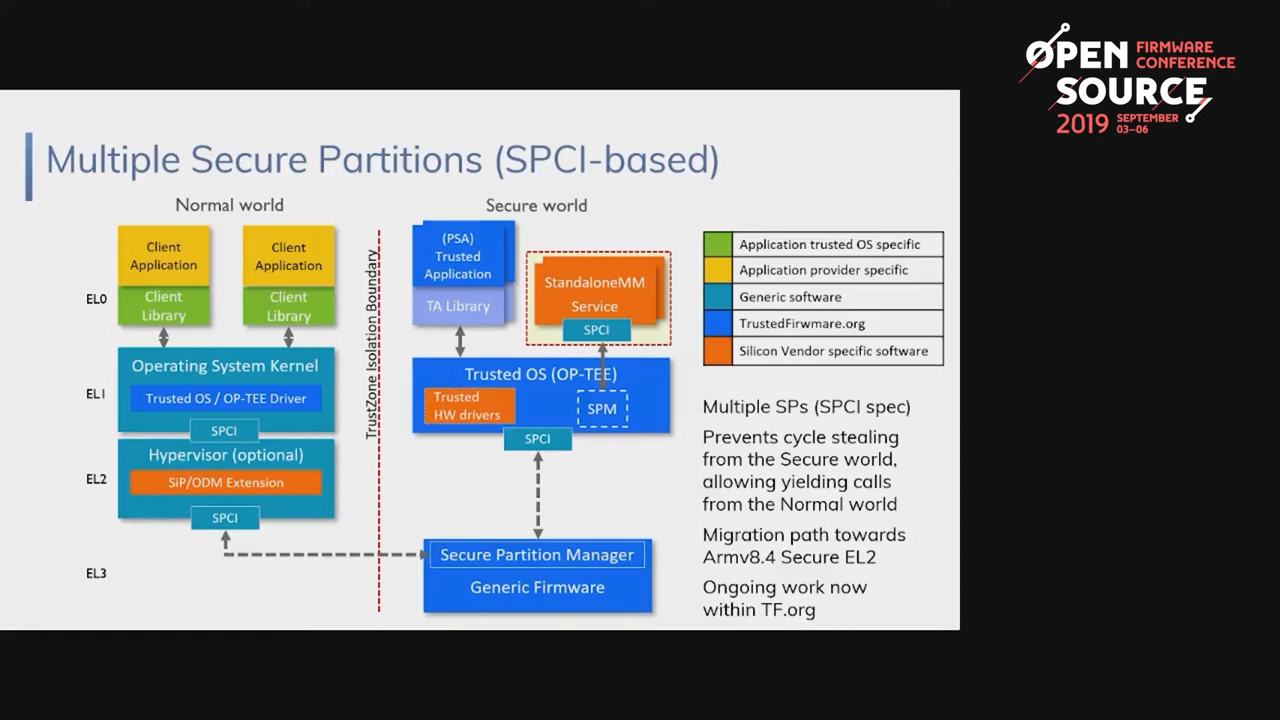 OPEN FIRMWARE CONFERENCE
SOURCE
2019 SEPTEMBER 03–06
Multiple Secure Partitions (SPCI-based)
Normal world
Secure world
Client Application
Client Library
Client Application
Client Library
(PSA) Trusted Application
TA Library
StandaloneMM Service
SPCI
EL0
Operating System Kernel
Trusted OS / OP-TEE Driver
SPCI
EL1
Trusted OS (OP-TEE)
Trusted HW drivers
SPM
SPCI
TrustZone Isolation Boundary
Hypervisor (optional)
SiP/ODM Extension
SPCI
EL2
Secure Partition Manager
Generic Firmware
EL3
Application trusted OS specific
Application provider specific
Generic software
TrustedFirwmare.org
Silicon Vendor specific software
Multiple SPs (SPCI spec)
Prevents cycle stealing
from the Secure world,
allowing yielding calls
from the Normal world
Migration path towards
Armv8.4 Secure EL2
Ongoing work now
within TF.org